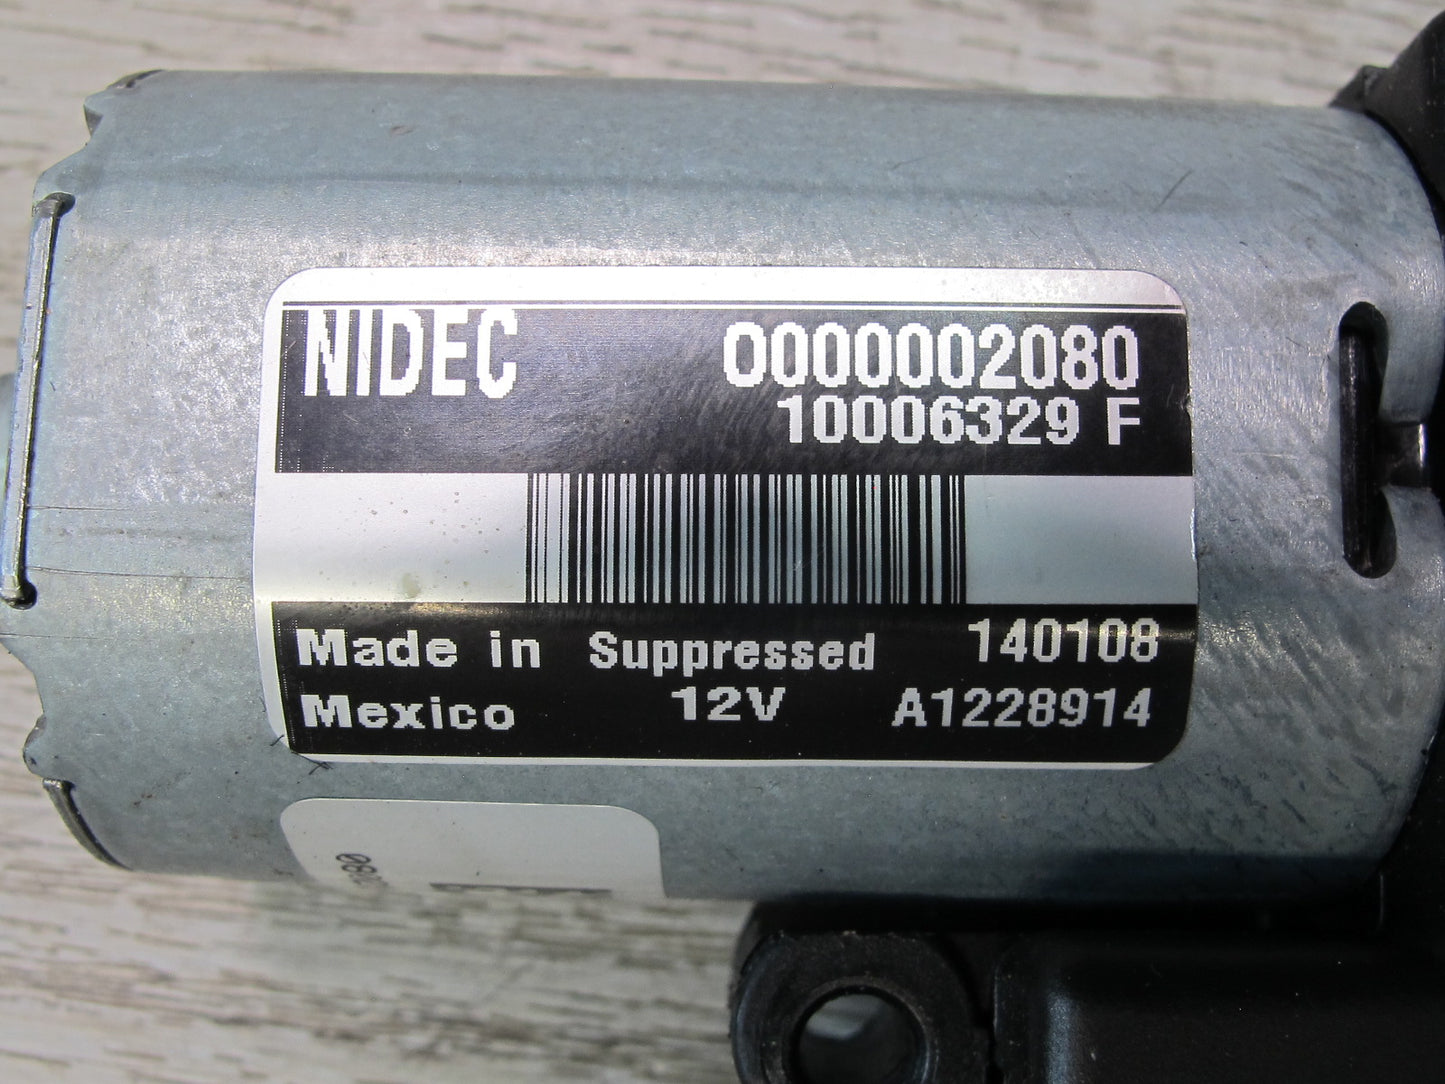 NIDEC
0000002080
10006329 F
Made in Mexico
Suppressed 12V
140108
A1228914